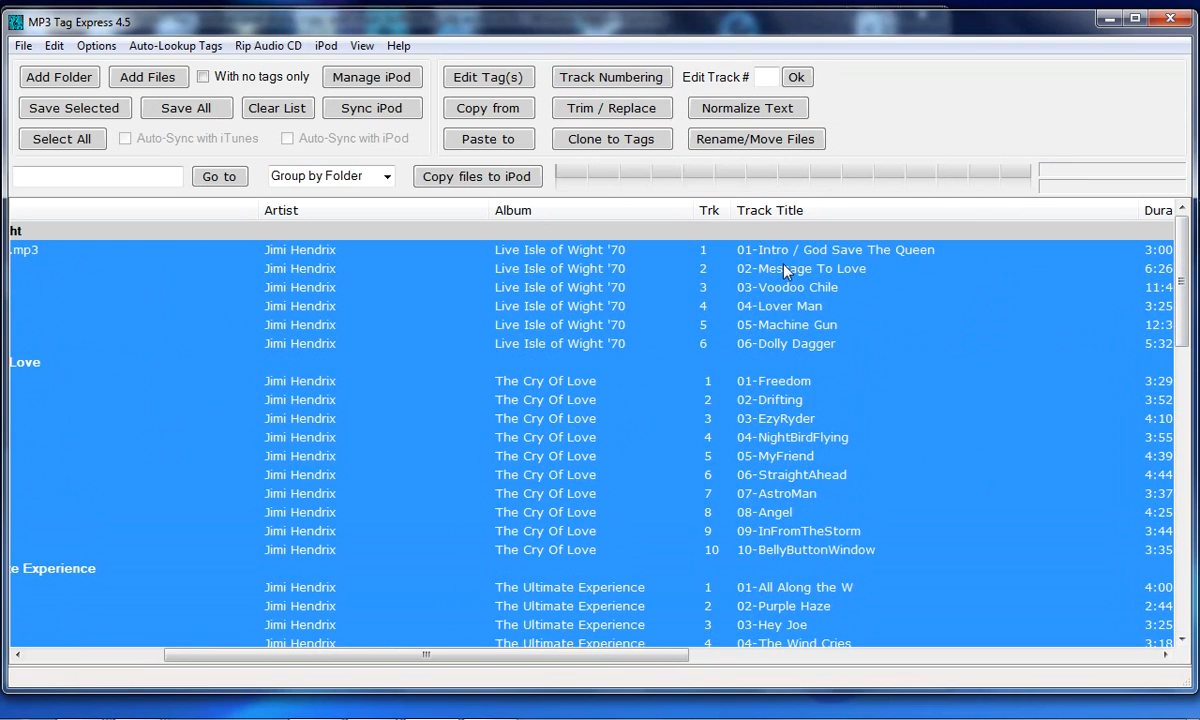 MP3 Tag Express 4.5
File Edit Options Auto-Lookup Tags Rip Audio CD iPod View Help
Add Folder Add Files With no tags only Manage iPod Edit Tag(s) Track Numbering Edit Track # Ok
Save Selected Save All Clear List Sync iPod Copy from Trim / Replace Normalize Text
Select All Auto-Sync with iTunes Auto-Sync with iPod Paste to Clone to Tags Rename/Move Files
Go to Group by Folder Copy files to iPod
Artist Album Trk Track Title Dura
ht
.mp3 Jimi Hendrix Live Isle of Wight '70 1 01-Intro / God Save The Queen 3:00
Jimi Hendrix Live Isle of Wight '70 2 02-Message To Love 6:26
Jimi Hendrix Live Isle of Wight '70 3 03-Voodoo Chile 11:4
Jimi Hendrix Live Isle of Wight '70 4 04-Lover Man 3:25
Jimi Hendrix Live Isle of Wight '70 5 05-Machine Gun 12:3
Jimi Hendrix Live Isle of Wight '70 6 06-Dolly Dagger 5:32
Love
Jimi Hendrix The Cry Of Love 1 01-Freedom 3:29
Jimi Hendrix The Cry Of Love 2 02-Drifting 3:52
Jimi Hendrix The Cry Of Love 3 03-EzyRyder 4:10
Jimi Hendrix The Cry Of Love 4 04-NightBirdFlying 3:55
Jimi Hendrix The Cry Of Love 5 05-MyFriend 4:39
Jimi Hendrix The Cry Of Love 6 06-StraightAhead 4:44
Jimi Hendrix The Cry Of Love 7 07-AstroMan 3:37
Jimi Hendrix The Cry Of Love 8 08-Angel 4:25
Jimi Hendrix The Cry Of Love 9 09-InFromTheStorm 3:44
Jimi Hendrix The Cry Of Love 10 10-BellyButtonWindow 3:35
e Experience
Jimi Hendrix The Ultimate Experience 1 01-All Along the W 4:00
Jimi Hendrix The Ultimate Experience 2 02-Purple Haze 2:44
Jimi Hendrix The Ultimate Experience 3 03-Hey Joe 3:25
Jimi Hendrix The Ultimate Experience 4 04-The Wind Cries 3:18